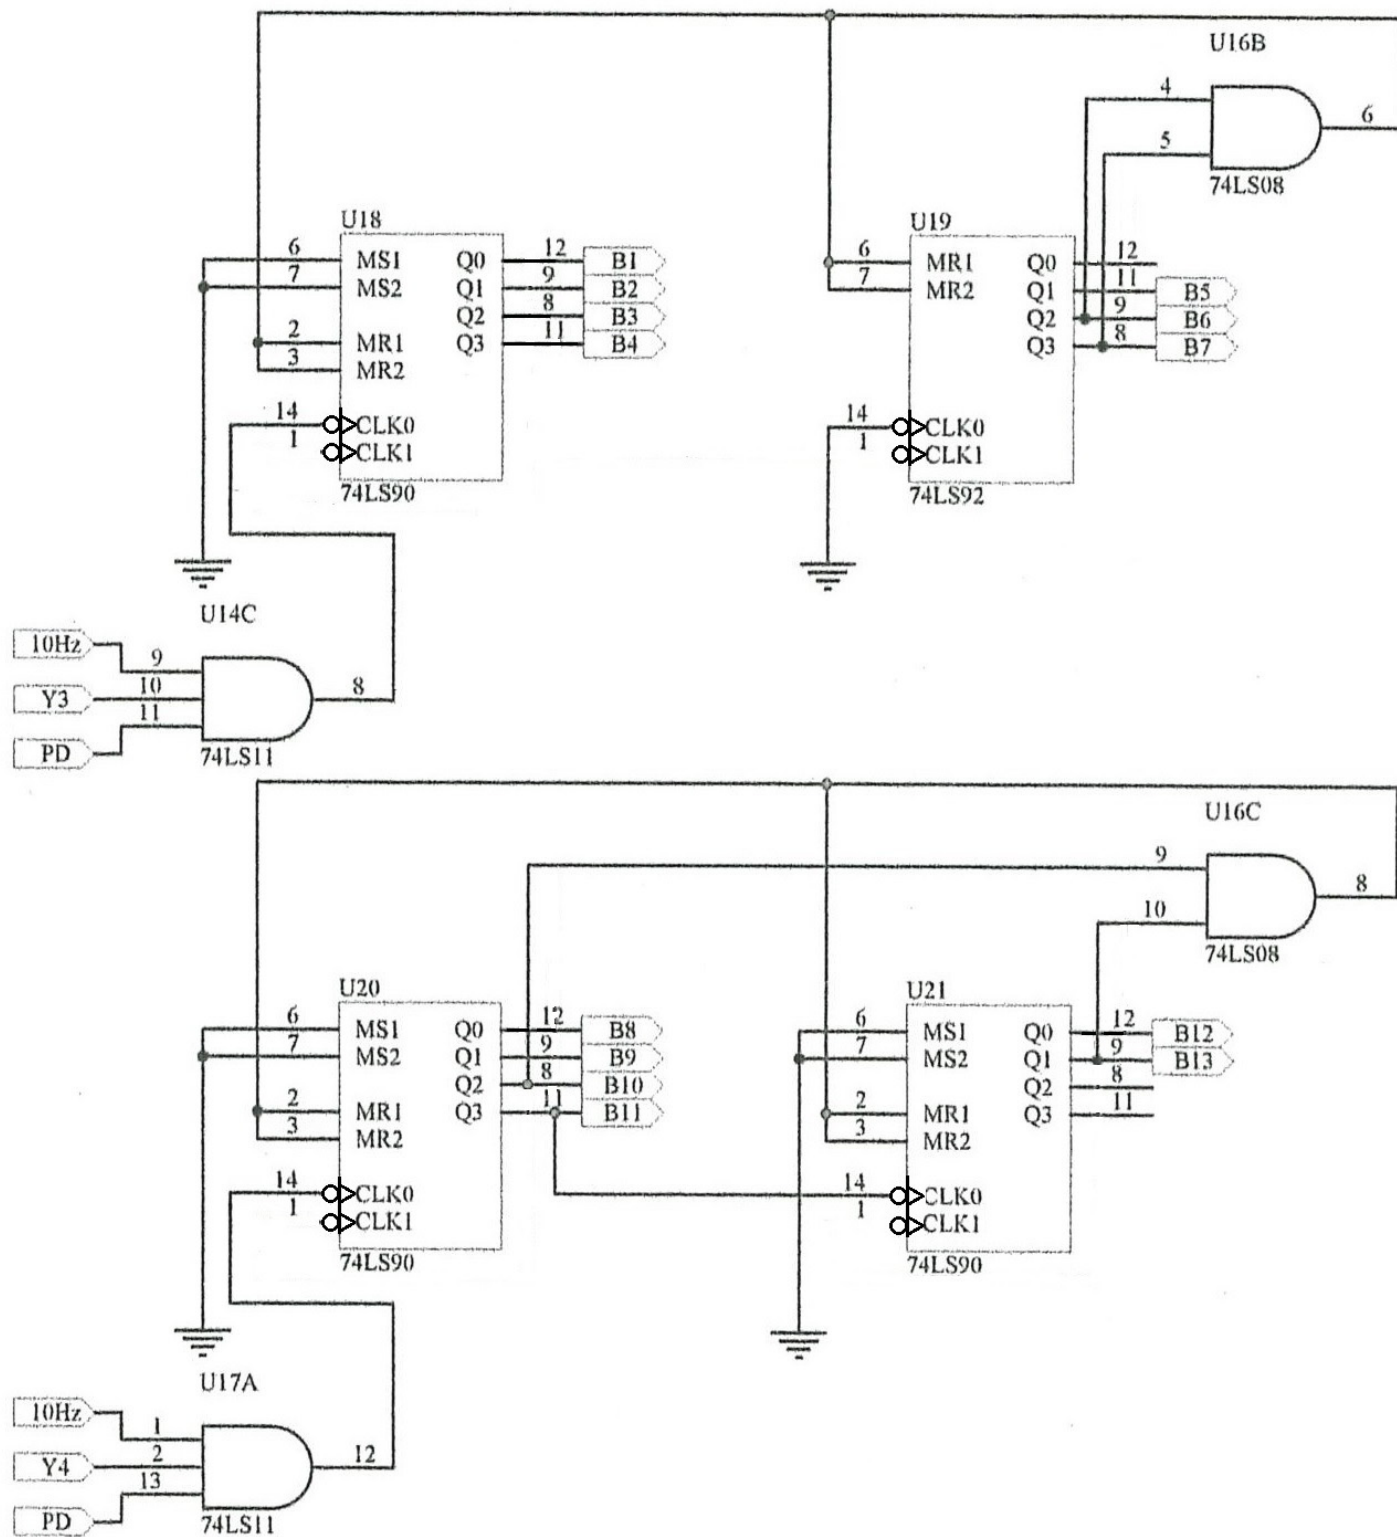 U16B
4
6
5
74LS08
U18
6 MS1 Q0 12 B1
7 MS2 Q1 9 B2
Q2 8 B3
2 MR1 Q3 11 B4
3 MR2
14 CLK0
1 CLK1
74LS90
U19
6 MR1 Q0 12
7 MR2 Q1 11 B5
Q2 9 B6
Q3 8 B7
14 CLK0
1 CLK1
74LS92
U14C
10Hz 9
Y3 10 8
11
PD
74LS11
U16C
9
8
10
74LS08
U20
6 MS1 Q0 12 B8
7 MS2 Q1 9 B9
Q2 8 B10
2 MR1 Q3 11 B11
3 MR2
14 CLK0
1 CLK1
74LS90
U21
6 MS1 Q0 12 B12
7 MS2 Q1 9 B13
Q2 8
2 MR1 Q3 11
3 MR2
14 CLK0
1 CLK1
74LS90
U17A
10Hz 1
Y4 2 12
13
PD
74LS11